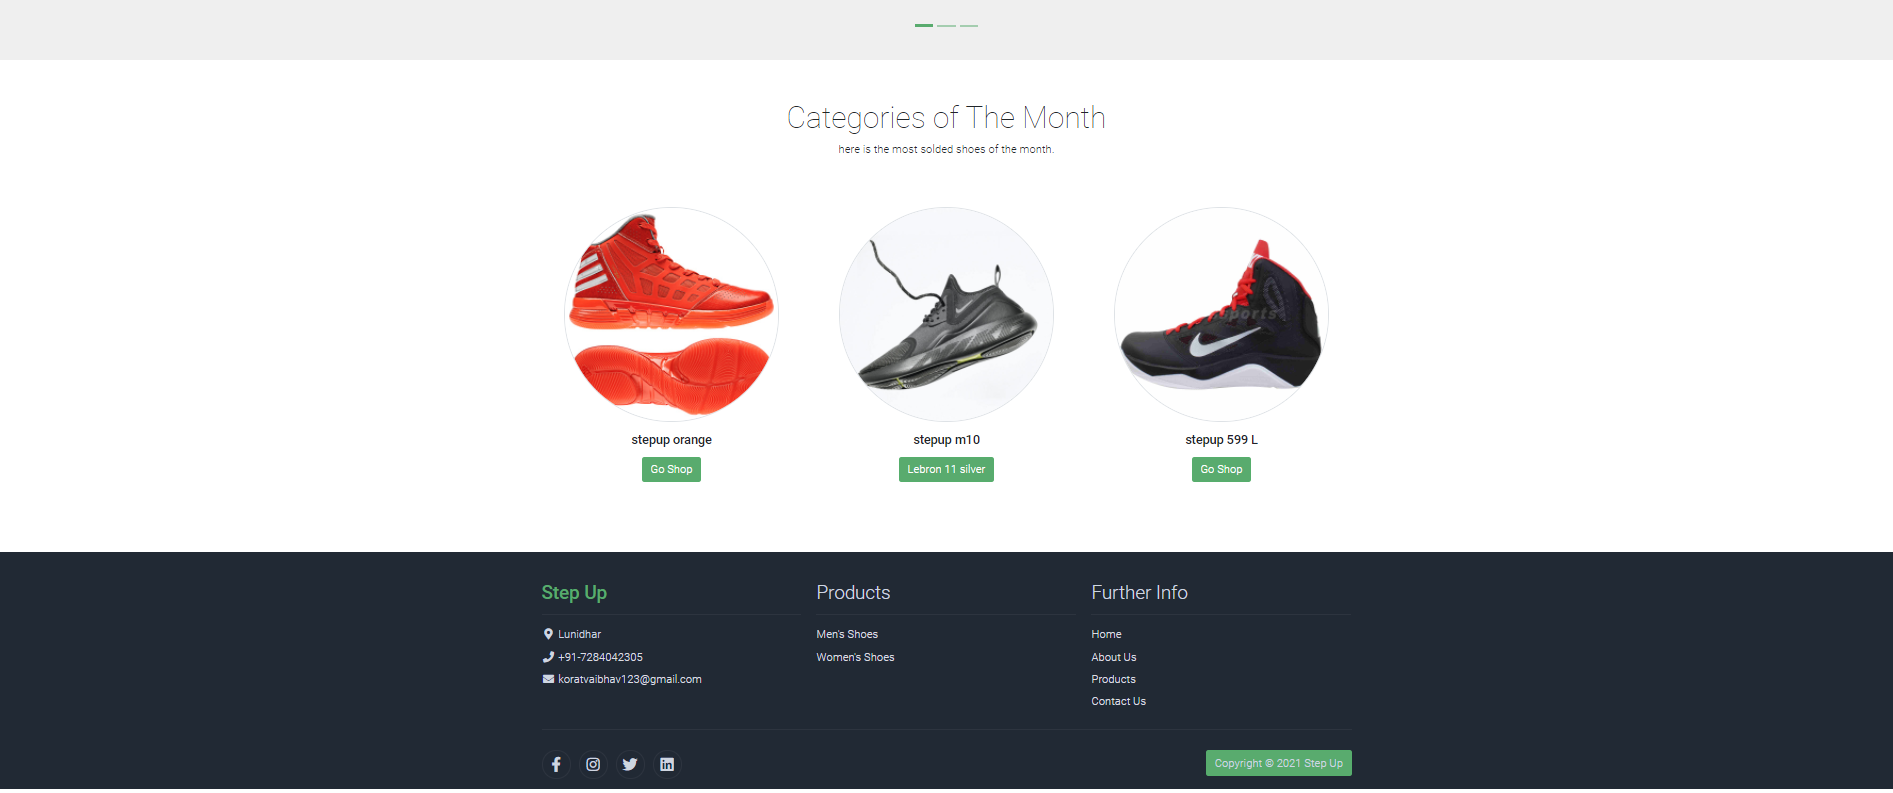 Categories of The Month
here is the most solded shoes of the month.
sports
stepup orange
stepup m10
stepup 599 L
Go Shop
Lebron 11 silver
Go Shop
Step Up
Lunidhar
+91-7284042305
koratvaibhav123@gmail.com
Products
Men's Shoes
Women's Shoes
Further Info
Home
About Us
Products
Contact Us
Copyright © 2021 Step Up